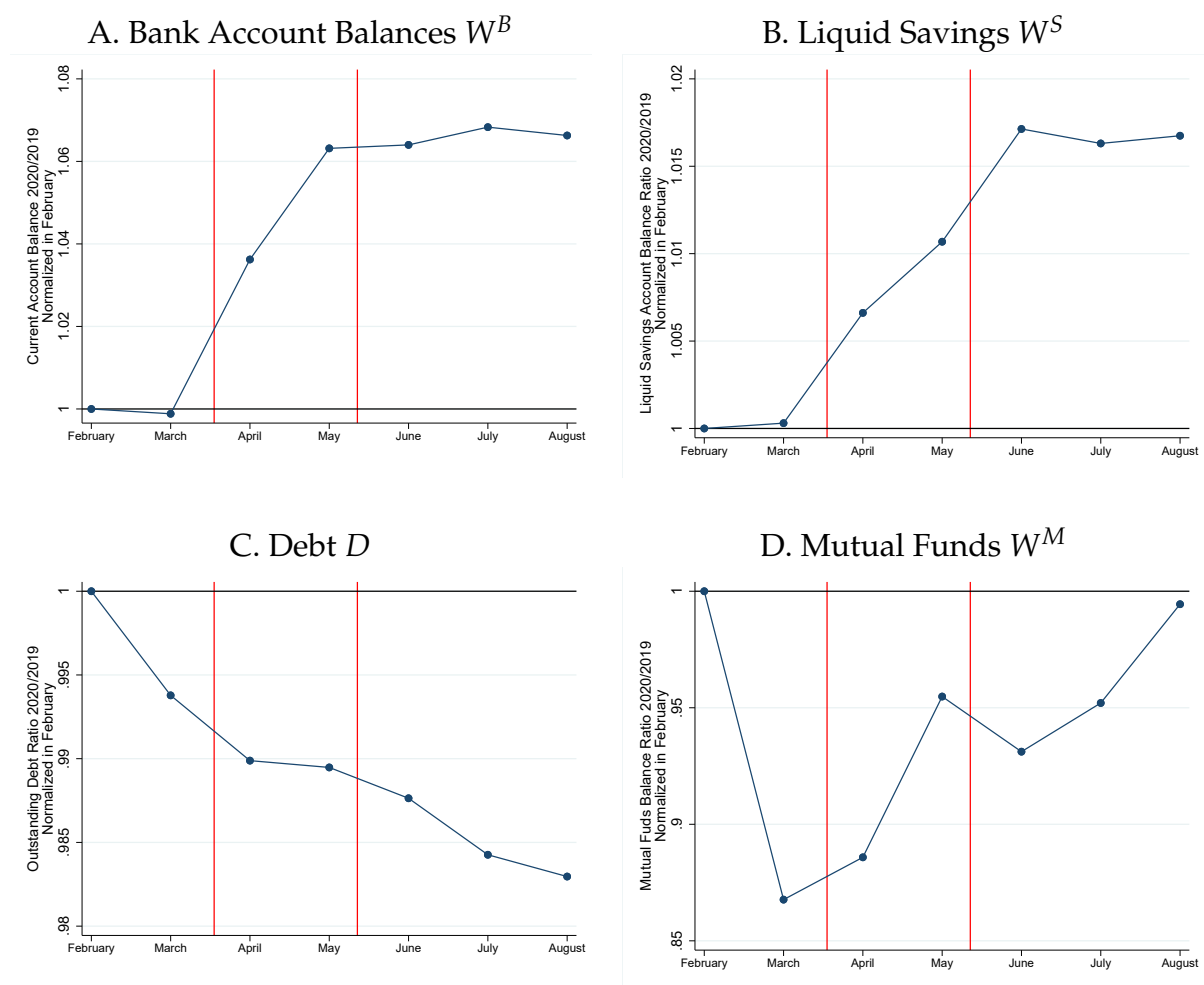 A. Bank Account Balances W^B
Current Account Balance 2020/2019
Normalized in February
1.08
1.06
1.04
1.02
1
February March April May June July August
B. Liquid Savings W^S
Liquid Savings Account Balance Ratio 2020/2019
Normalized in February
1.02
1.015
1.01
1.005
1
February March April May June July August
C. Debt D
Outstanding Debt Ratio 2020/2019
Normalized in February
1
.995
.99
.985
.98
February March April May June July August
D. Mutual Funds W^M
Mutual Fuds Balance Ratio 2020/2019
Normalized in February
1
.95
.9
.85
February March April May June July August